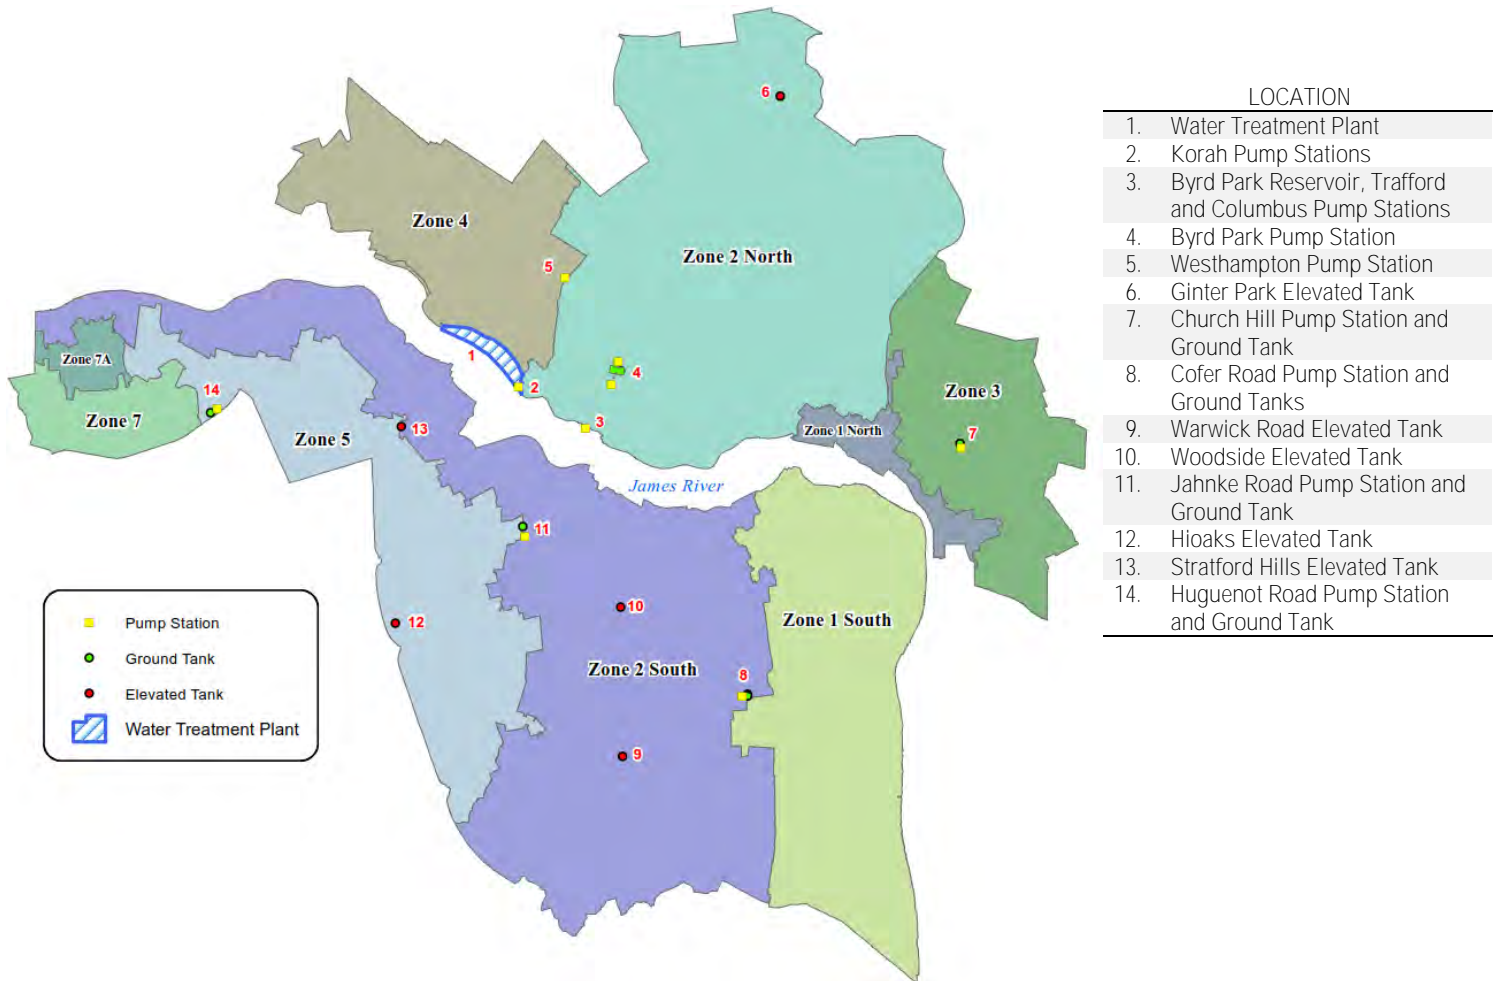 6
Zone 4
Zone 2 North
5
Zone 7A
1
14
2
4
Zone 3
Zone 7
Zone 5
13
3
Zone 1 North
7
James River
11
10
12
Zone 1 South
Zone 2 South
8
9
Pump Station
Ground Tank
Elevated Tank
Water Treatment Plant
LOCATION
1. Water Treatment Plant
2. Korah Pump Stations
3. Byrd Park Reservoir, Trafford
and Columbus Pump Stations
4. Byrd Park Pump Station
5. Westhampton Pump Station
6. Ginter Park Elevated Tank
7. Church Hill Pump Station and
Ground Tank
8. Cofer Road Pump Station and
Ground Tanks
9. Warwick Road Elevated Tank
10. Woodside Elevated Tank
11. Jahnke Road Pump Station and
Ground Tank
12. Hioaks Elevated Tank
13. Stratford Hills Elevated Tank
14. Huguenot Road Pump Station
and Ground Tank